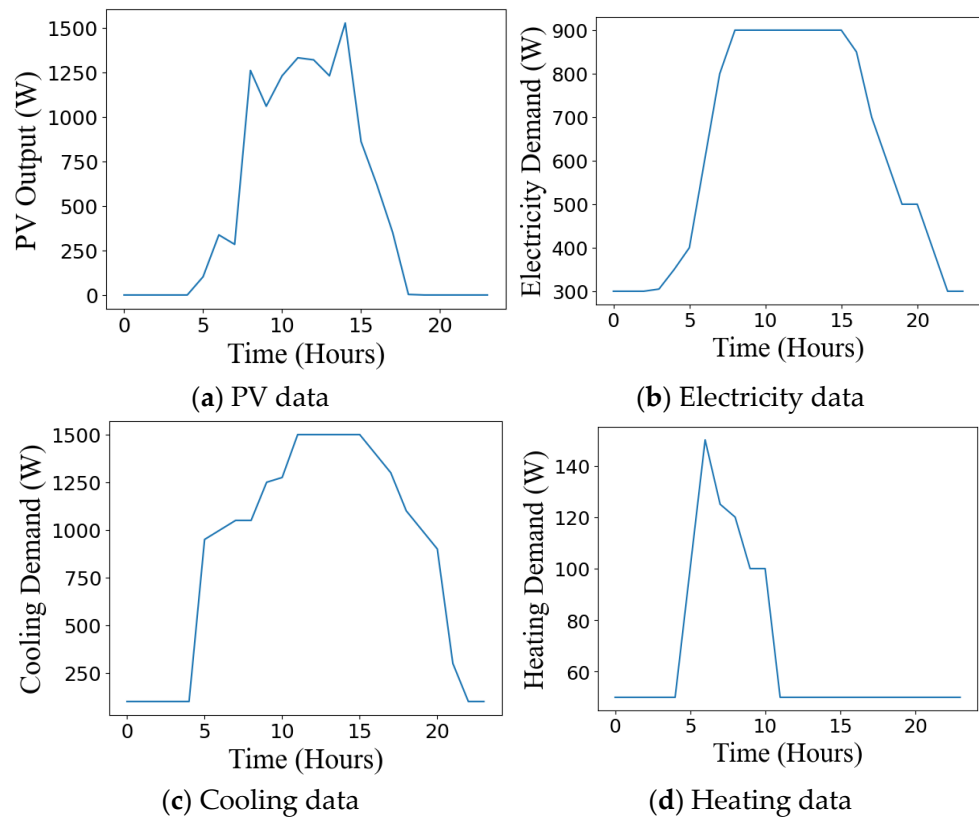 PV Output (W)
1500
1250
1000
750
500
250
0
0 5 10 15 20
Time (Hours)
(a) PV data
Electricity Demand (W)
900
800
700
600
500
400
300
0 5 10 15 20
Time (Hours)
(b) Electricity data
Cooling Demand (W)
1500
1250
1000
750
500
250
0 5 10 15 20
Time (Hours)
(c) Cooling data
Heating Demand (W)
140
120
100
80
60
0 5 10 15 20
Time (Hours)
(d) Heating data